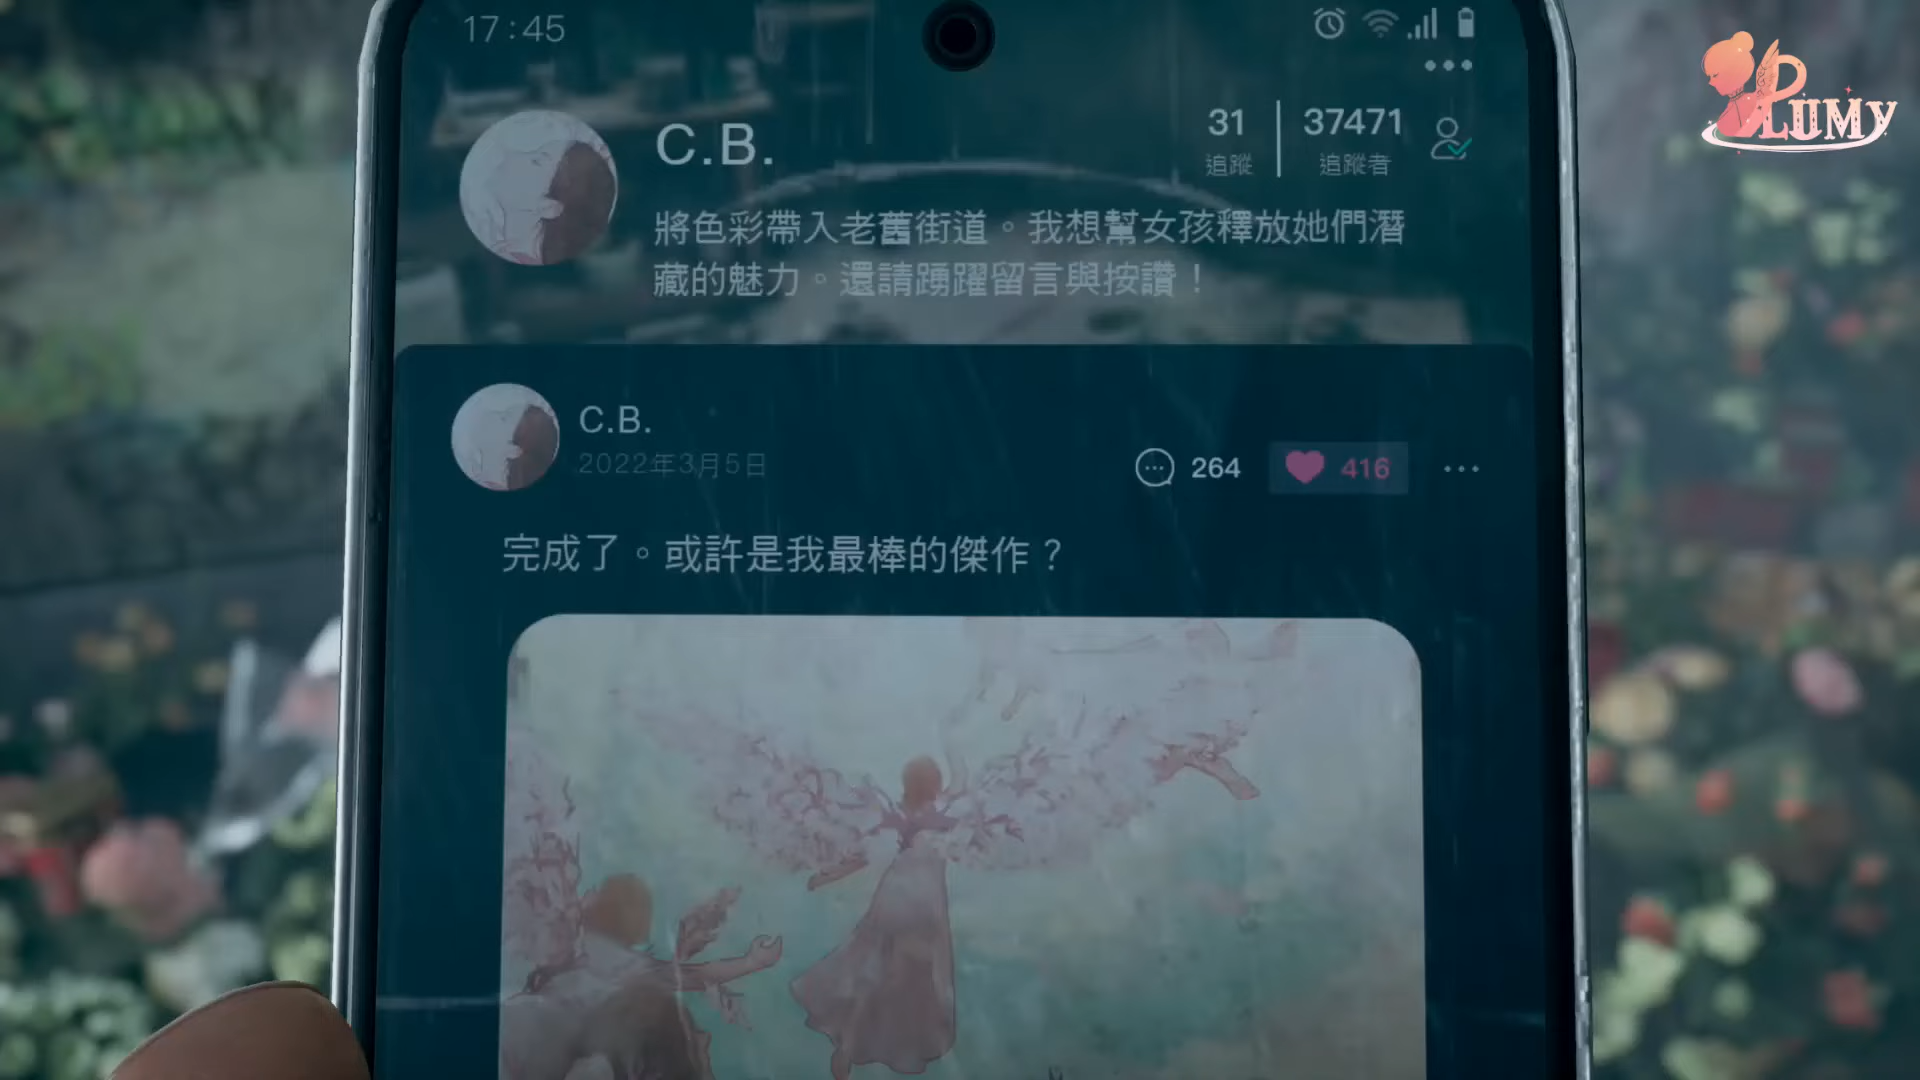 17:45
PLUMY
C.B.
31
37471
追蹤
追蹤者
將色彩帶入老舊街道。我想幫女孩釋放她們潛
藏的魅力。還請踴躍留言與按讚！
C.B.
2022年3月5日
264
416
完成了。或許是我最棒的傑作？